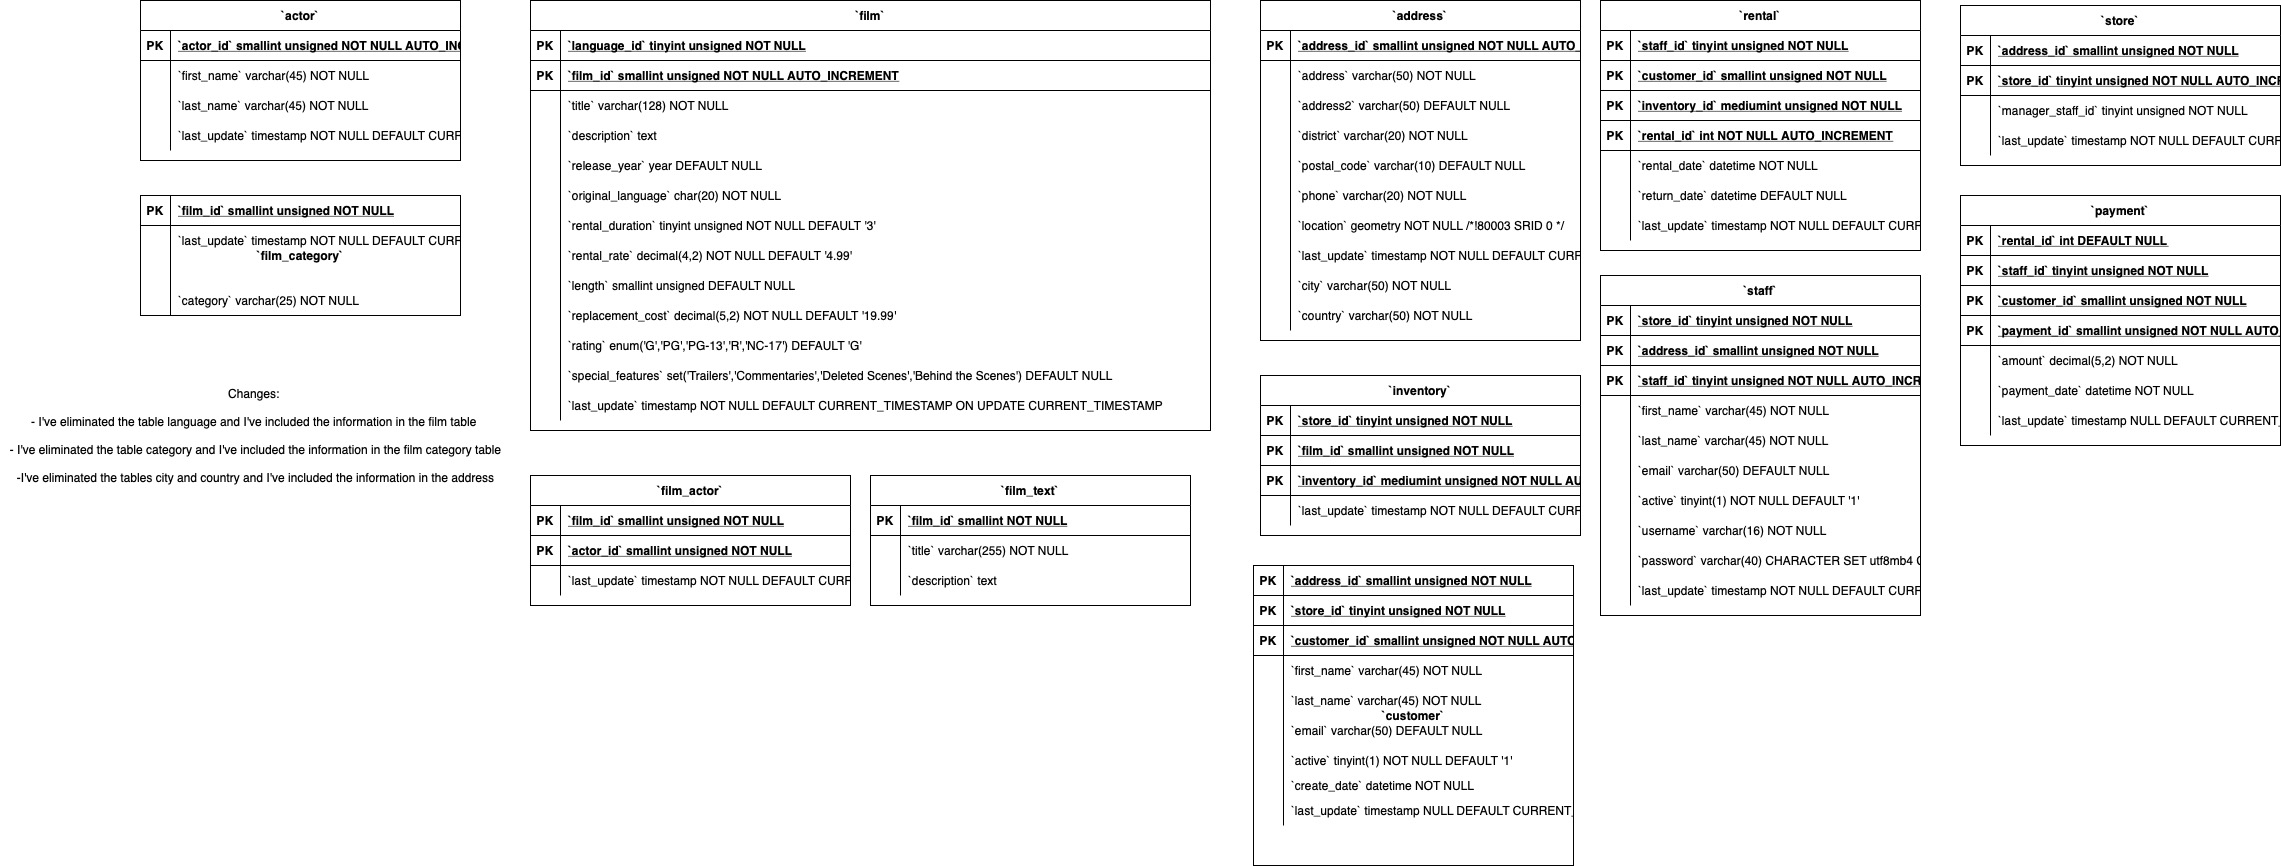 `actor`
PK `actor_id` smallint unsigned NOT NULL AUTO_IN
`first_name` varchar(45) NOT NULL
`last_name` varchar(45) NOT NULL
`last_update` timestamp NOT NULL DEFAULT CURR
PK `film_id` smallint unsigned NOT NULL
`last_update` timestamp NOT NULL DEFAULT CURR
`film_category`
`category` varchar(25) NOT NULL
Changes:
- I've eliminated the table language and I've included the information in the film table
- I've eliminated the table category and I've included the information in the film category table
-I've eliminated the tables city and country and I've included the information in the address
`film`
PK `language_id` tinyint unsigned NOT NULL
PK `film_id` smallint unsigned NOT NULL AUTO_INCREMENT
`title` varchar(128) NOT NULL
`description` text
`release_year` year DEFAULT NULL
`original_language` char(20) NOT NULL
`rental_duration` tinyint unsigned NOT NULL DEFAULT '3'
`rental_rate` decimal(4,2) NOT NULL DEFAULT '4.99'
`length` smallint unsigned DEFAULT NULL
`replacement_cost` decimal(5,2) NOT NULL DEFAULT '19.99'
`rating` enum('G','PG','PG-13','R','NC-17') DEFAULT 'G'
`special_features` set('Trailers','Commentaries','Deleted Scenes','Behind the Scenes') DEFAULT NULL
`last_update` timestamp NOT NULL DEFAULT CURRENT_TIMESTAMP ON UPDATE CURRENT_TIMESTAMP
`film_actor`
PK `film_id` smallint unsigned NOT NULL
PK `actor_id` smallint unsigned NOT NULL
`last_update` timestamp NOT NULL DEFAULT CURR
`film_text`
PK `film_id` smallint NOT NULL
`title` varchar(255) NOT NULL
`description` text
`address`
PK `address_id` smallint unsigned NOT NULL AUTO_
`address` varchar(50) NOT NULL
`address2` varchar(50) DEFAULT NULL
`district` varchar(20) NOT NULL
`postal_code` varchar(10) DEFAULT NULL
`phone` varchar(20) NOT NULL
`location` geometry NOT NULL /*!80003 SRID 0 */
`last_update` timestamp NOT NULL DEFAULT CURR
`city` varchar(50) NOT NULL
`country` varchar(50) NOT NULL
`inventory`
PK `store_id` tinyint unsigned NOT NULL
PK `film_id` smallint unsigned NOT NULL
PK `inventory_id` mediumint unsigned NOT NULL AU
`last_update` timestamp NOT NULL DEFAULT CURR
PK `address_id` smallint unsigned NOT NULL
PK `store_id` tinyint unsigned NOT NULL
PK `customer_id` smallint unsigned NOT NULL AUTO
`first_name` varchar(45) NOT NULL
`last_name` varchar(45) NOT NULL
`customer`
`email` varchar(50) DEFAULT NULL
`active` tinyint(1) NOT NULL DEFAULT '1'
`create_date` datetime NOT NULL
`last_update` timestamp NULL DEFAULT CURRENT_
`rental`
PK `staff_id` tinyint unsigned NOT NULL
PK `customer_id` smallint unsigned NOT NULL
PK `inventory_id` mediumint unsigned NOT NULL
PK `rental_id` int NOT NULL AUTO_INCREMENT
`rental_date` datetime NOT NULL
`return_date` datetime DEFAULT NULL
`last_update` timestamp NOT NULL DEFAULT CURR
`staff`
PK `store_id` tinyint unsigned NOT NULL
PK `address_id` smallint unsigned NOT NULL
PK `staff_id` tinyint unsigned NOT NULL AUTO_INCR
`first_name` varchar(45) NOT NULL
`last_name` varchar(45) NOT NULL
`email` varchar(50) DEFAULT NULL
`active` tinyint(1) NOT NULL DEFAULT '1'
`username` varchar(16) NOT NULL
`password` varchar(40) CHARACTER SET utf8mb4
`last_update` timestamp NOT NULL DEFAULT CURR
`store`
PK `address_id` smallint unsigned NOT NULL
PK `store_id` tinyint unsigned NOT NULL AUTO_INCR
`manager_staff_id` tinyint unsigned NOT NULL
`last_update` timestamp NOT NULL DEFAULT CURR
`payment`
PK `rental_id` int DEFAULT NULL
PK `staff_id` tinyint unsigned NOT NULL
PK `customer_id` smallint unsigned NOT NULL
PK `payment_id` smallint unsigned NOT NULL AUTO_
`amount` decimal(5,2) NOT NULL
`payment_date` datetime NOT NULL
`last_update` timestamp NULL DEFAULT CURRENT_